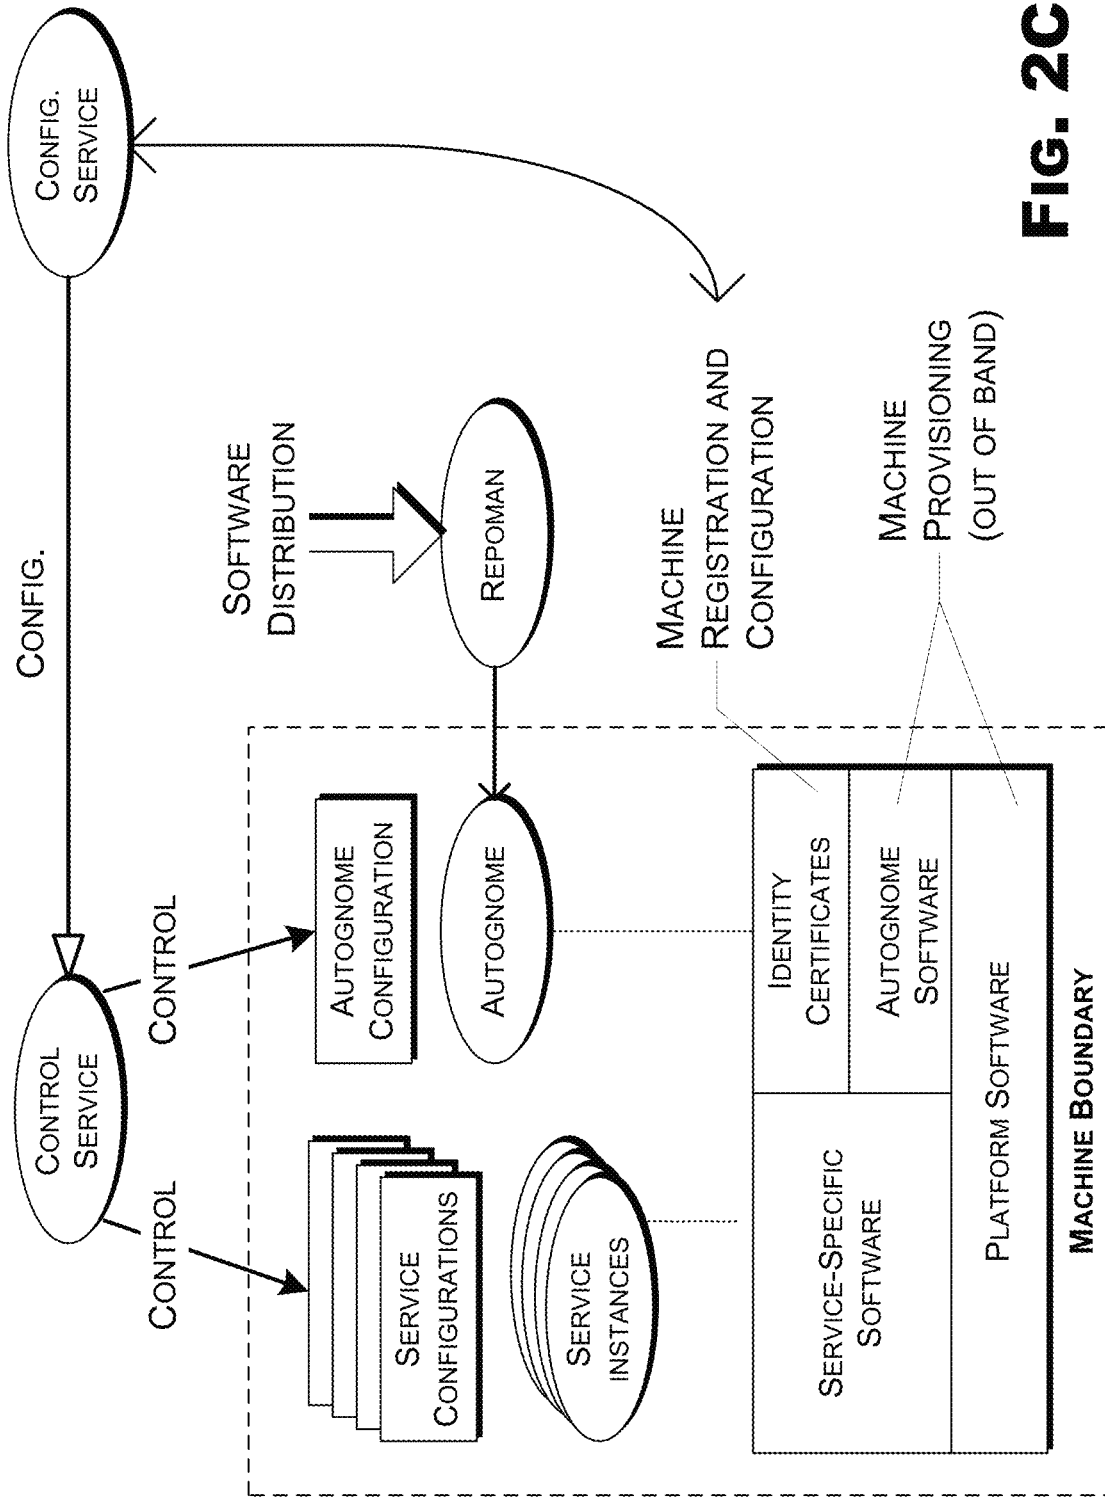 CONTROL
SERVICE
CONFIG.
CONFIG.
SERVICE
CONTROL
CONTROL
SOFTWARE
DISTRIBUTION
SERVICE
CONFIGURATIONS
AUTOGNOME
CONFIGURATION
SERVICE
INSTANCES
AUTOGNOME
REPOMAN
MACHINE
REGISTRATION AND
CONFIGURATION
SERVICE-SPECIFIC
SOFTWARE
IDENTITY
CERTIFICATES
AUTOGNOME
SOFTWARE
MACHINE
PROVISIONING
(OUT OF BAND)
PLATFORM SOFTWARE
MACHINE BOUNDARY
FIG. 2C